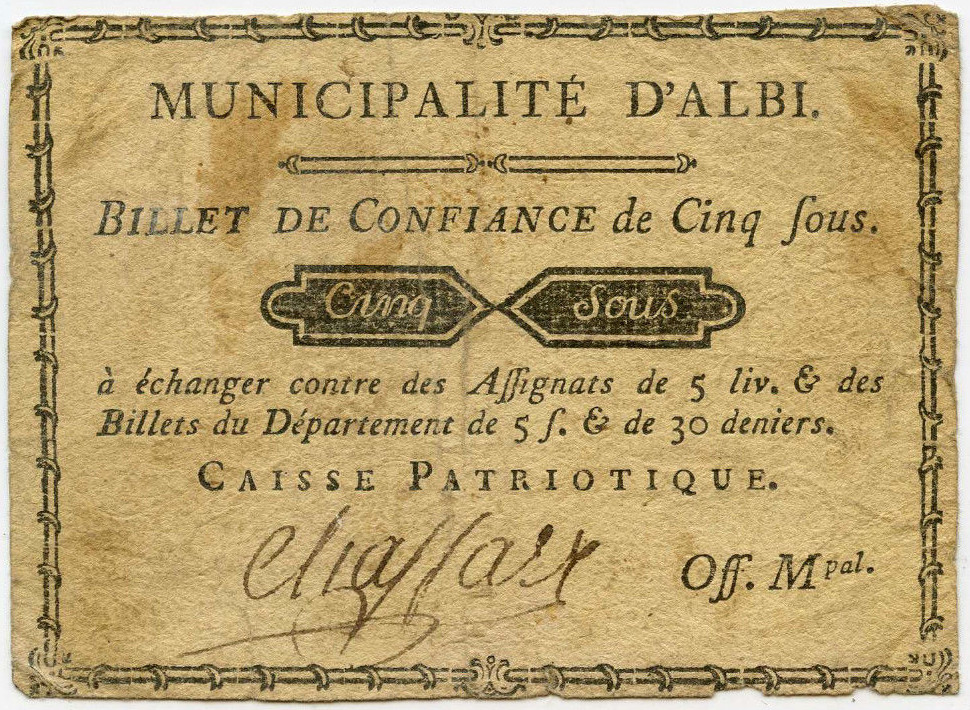 MUNICIPALITÉ D'ALBI.
BILLET DE CONFIANCE de Cinq ſous.
Cinq Sous
à échanger contre des Aſſignats de 5 liv. & des
Billets du Département de 5 ſ. & de 30 deniers.
CAISSE PATRIOTIQUE.
Off. Mpal.